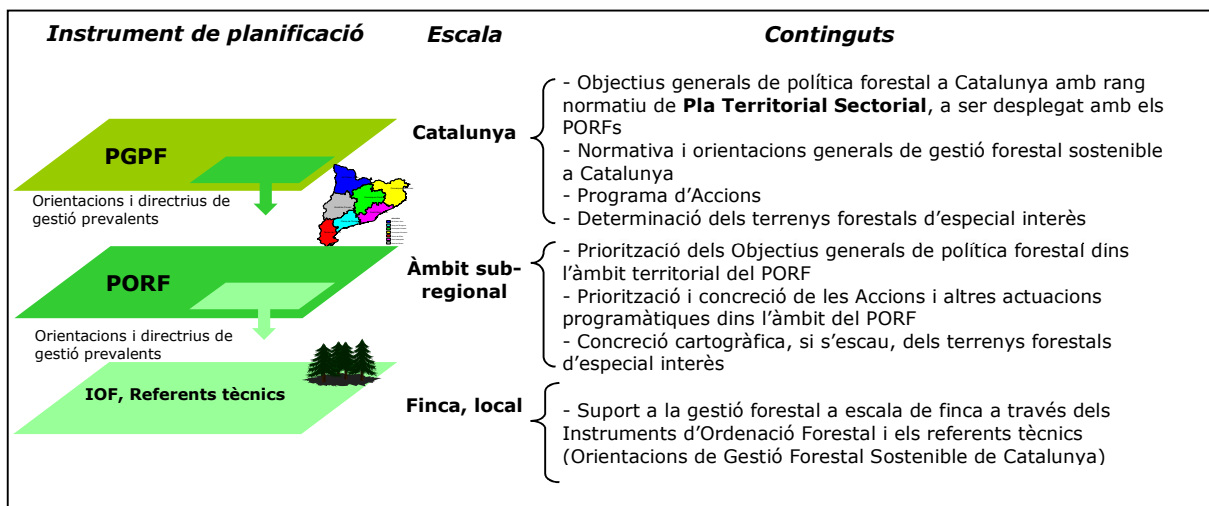 Instrument de planificació Escala Continguts
PGPF
Orientacions i directrius de
gestió prevalents
Catalunya
- Objectius generals de política forestal a Catalunya amb rang
normatiu de Pla Territorial Sectorial, a ser desplegat amb els
PORFs
- Normativa i orientacions generals de gestió forestal sostenible
a Catalunya
- Programa d’Accions
- Determinació dels terrenys forestals d’especial interès
PORF
Orientacions i directrius de
gestió prevalents
Àmbit sub-
regional
- Priorització dels Objectius generals de política forestal dins
l’àmbit territorial del PORF
- Priorització i concreció de les Accions i altres actuacions
programàtiques dins l’àmbit del PORF
- Concreció cartogràfica, si s’escau, dels terrenys forestals
d’especial interès
IOF, Referents tècnics
Finca, local
- Suport a la gestió forestal a escala de finca a través dels
Instruments d’Ordenació Forestal i els referents tècnics
(Orientacions de Gestió Forestal Sostenible de Catalunya)